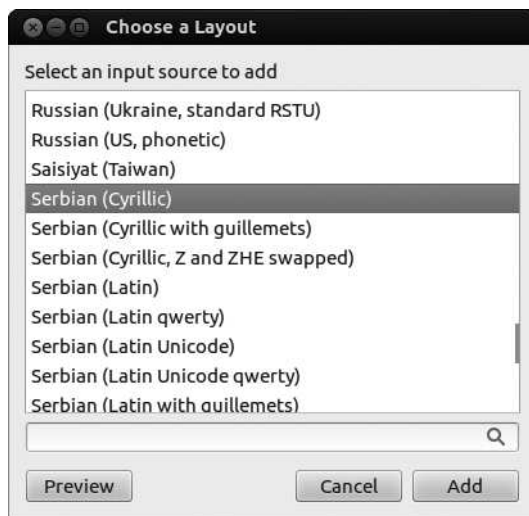 Choose a Layout
Select an input source to add
Russian (Ukraine, standard RSTU)
Russian (US, phonetic)
Saisiyat (Taiwan)
Serbian (Cyrillic)
Serbian (Cyrillic with guillemets)
Serbian (Cyrillic, Z and ZHE swapped)
Serbian (Latin)
Serbian (Latin qwerty)
Serbian (Latin Unicode)
Serbian (Latin Unicode qwerty)
Serbian (Latin with guillemets)
Preview Cancel Add